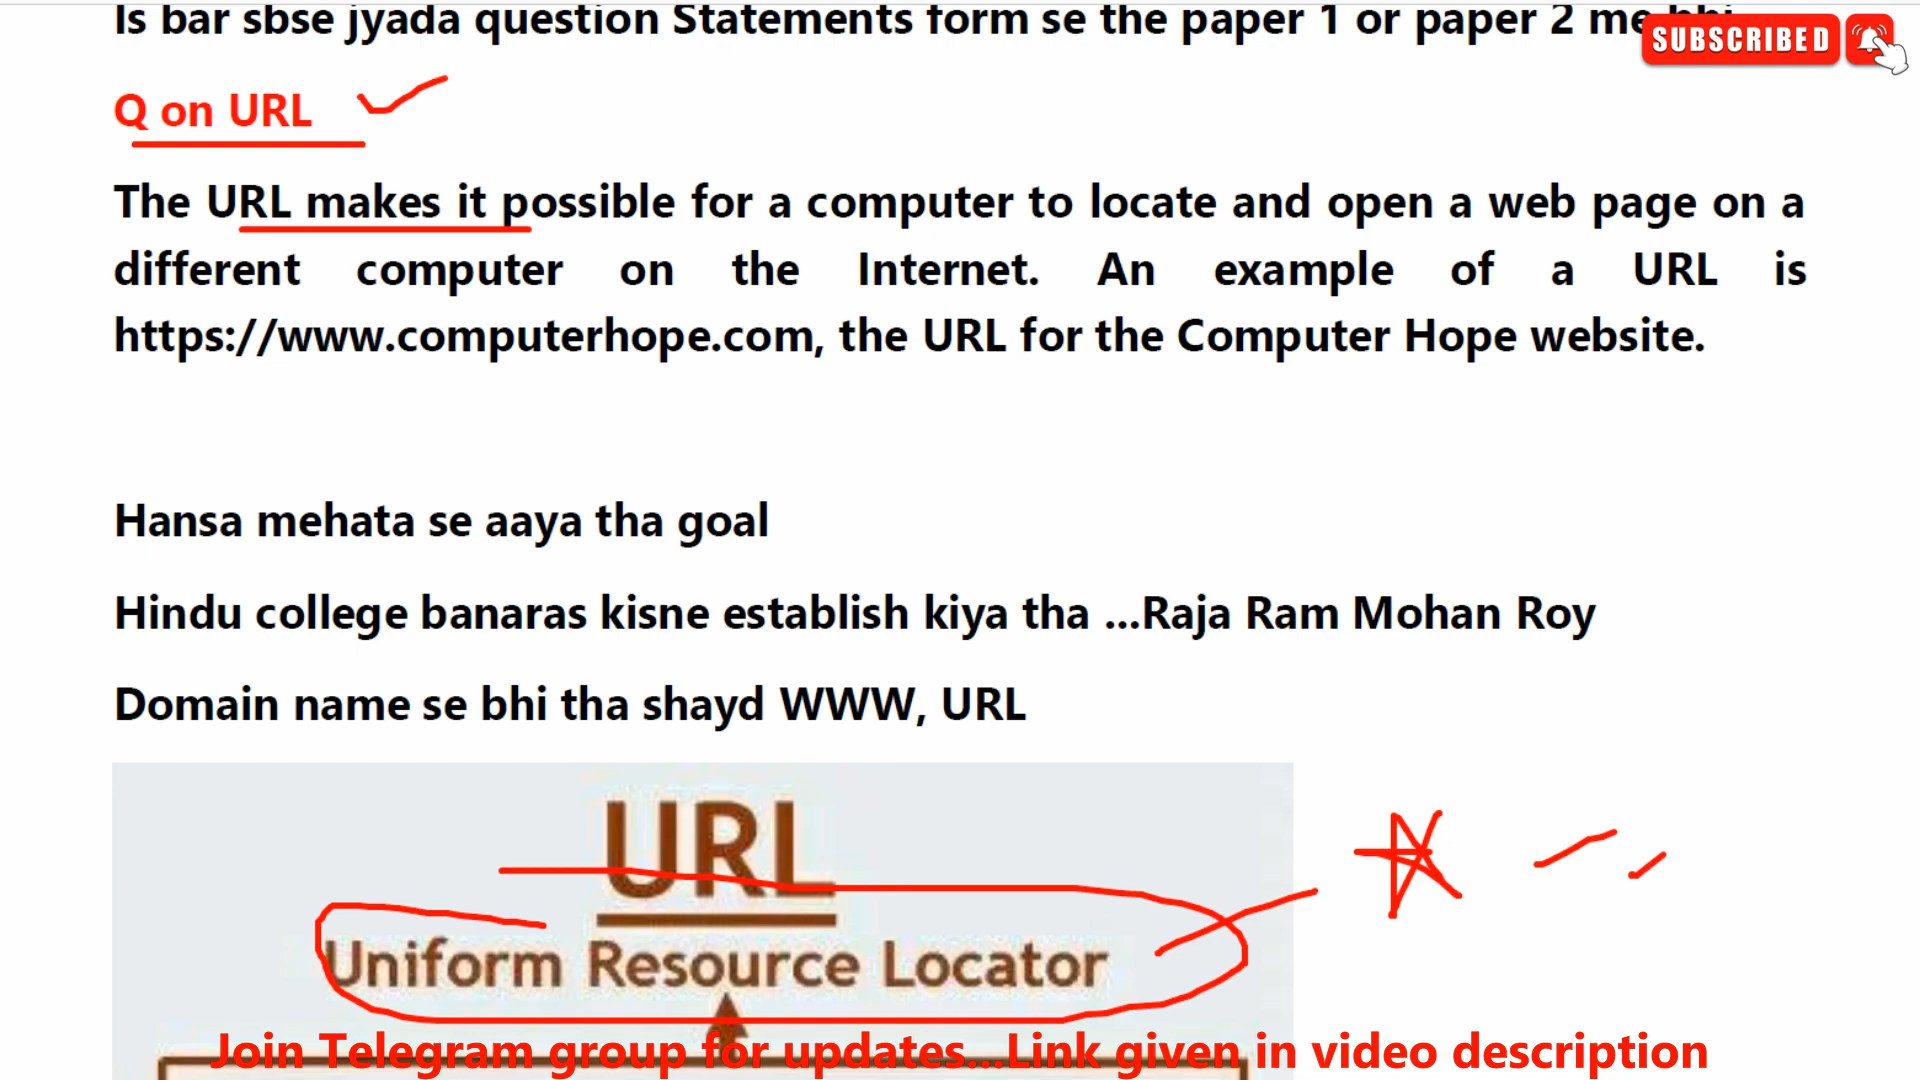 Is bar sbse jyada question Statements form se the paper 1 or paper 2 me bhi
SUBSCRIBED
Q on URL
The URL makes it possible for a computer to locate and open a web page on a
different computer on the Internet. An example of a URL is
https://www.computerhope.com, the URL for the Computer Hope website.
Hansa mehata se aaya tha goal
Hindu college banaras kisne establish kiya tha ...Raja Ram Mohan Roy
Domain name se bhi tha shayd WWW, URL
URL
Uniform Resource Locator
Join Telegram group for updates...Link given in video description